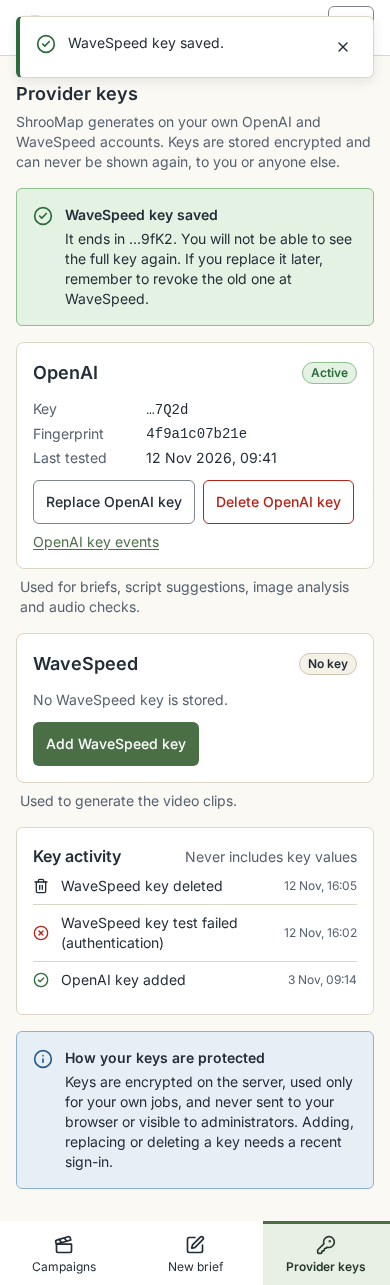 WaveSpeed key saved.
Provider keys
ShrooMap generates on your own OpenAI and
WaveSpeed accounts. Keys are stored encrypted and
can never be shown again, to you or anyone else.
WaveSpeed key saved
It ends in …9fK2. You will not be able to see
the full key again. If you replace it later,
remember to revoke the old one at
WaveSpeed.
OpenAI
Active
Key …7Q2d
Fingerprint 4f9a1c07b21e
Last tested 12 Nov 2026, 09:41
Replace OpenAI key
Delete OpenAI key
OpenAI key events
Used for briefs, script suggestions, image analysis
and audio checks.
WaveSpeed
No key
No WaveSpeed key is stored.
Add WaveSpeed key
Used to generate the video clips.
Key activity
Never includes key values
WaveSpeed key deleted 12 Nov, 16:05
WaveSpeed key test failed
(authentication) 12 Nov, 16:02
OpenAI key added 3 Nov, 09:14
How your keys are protected
Keys are encrypted on the server, used only
for your own jobs, and never sent to your
browser or visible to administrators. Adding,
replacing or deleting a key needs a recent
sign-in.
Campaigns
New brief
Provider keys